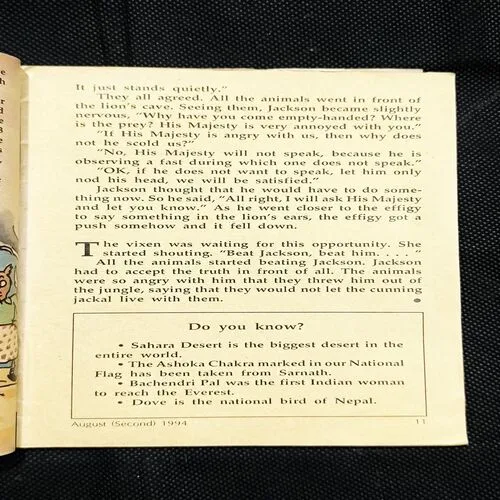 It just stands quietly."
They all agreed. All the animals went in front of
the lion's cave. Seeing them, Jackson became slightly
nervous, "Why have you come empty-handed? Where
is the prey? His Majesty is very annoyed with you."
"If His Majesty is angry with us, then why does
not he scold us?"
"No, His Majesty will not speak, because he is
observing a fast during which one does not speak."
"OK, if he does not want to speak, let him only
nod his head, we will be satisfied."
Jackson thought that he would have to do some-
thing now. So he said, "All right, I will ask His Majesty
and let you know." As he went closer to the effigy
to say something in the lion's ears, the effigy got a
push somehow and it fell down.
The vixen was waiting for this opportunity. She
started shouting. "Beat Jackson, beat him. . . . "
All the animals started beating Jackson. Jackson
had to accept the truth in front of all. The animals
were so angry with him that they threw him out of
the jungle, saying that they would not let the cunning
jackal live with them.
Do you know?
• Sahara Desert is the biggest desert in the
entire world.
• The Ashoka Chakra marked in our National
Flag has been taken from Sarnath.
• Bachendri Pal was the first Indian woman
to reach the Everest.
• Dove is the national bird of Nepal.
August (Second) 1994 11